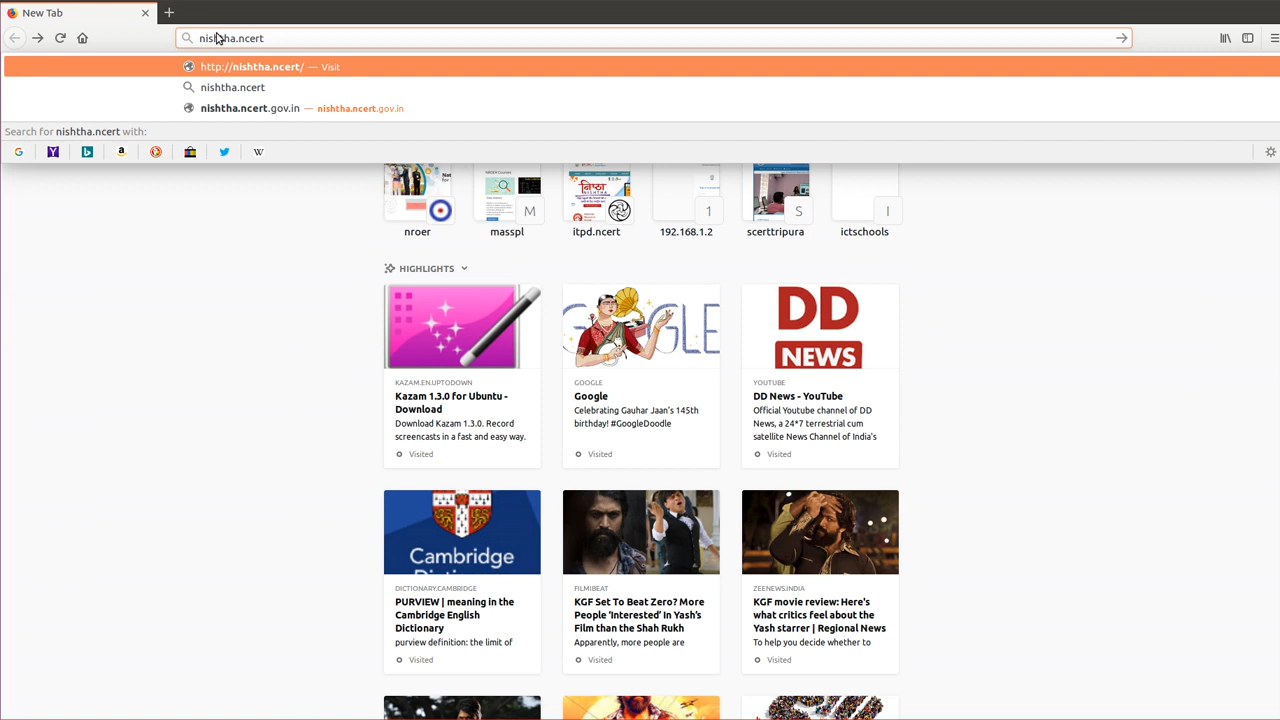 New Tab
nishtha.ncert
http://nishtha.ncert/ — Visit
nishtha.ncert
nishtha.ncert.gov.in — nishtha.ncert.gov.in
Search for nishtha.ncert with:
M
1
S
I
nroer
masspl
itpd.ncert
192.168.1.2
scerttripura
ictschools
HIGHLIGHTS
DD
NEWS
KAZAM.EN.UPTODOWN
Kazam 1.3.0 for Ubuntu -
Download
Download Kazam 1.3.0. Record
screencasts in a fast and easy way.
Visited
GOOGLE
Google
Celebrating Gauhar Jaan's 145th
birthday! #GoogleDoodle
Visited
YOUTUBE
DD News - YouTube
Official Youtube channel of DD
News, a 24*7 terrestrial cum
satellite News Channel of India's
Visited
Cambridge
DICTIONARY.CAMBRIDGE
PURVIEW | meaning in the
Cambridge English
Dictionary
purview definition: the limit of
Visited
FILMIBEAT
KGF Set To Beat Zero? More
People ‘Interested’ In Yash’s
Film than the Shah Rukh
Apparently, more people are
Visited
ZEENEWS.INDIA
KGF movie review: Here's
what critics feel about the
Yash starrer | Regional News
To help you decide whether to
Visited